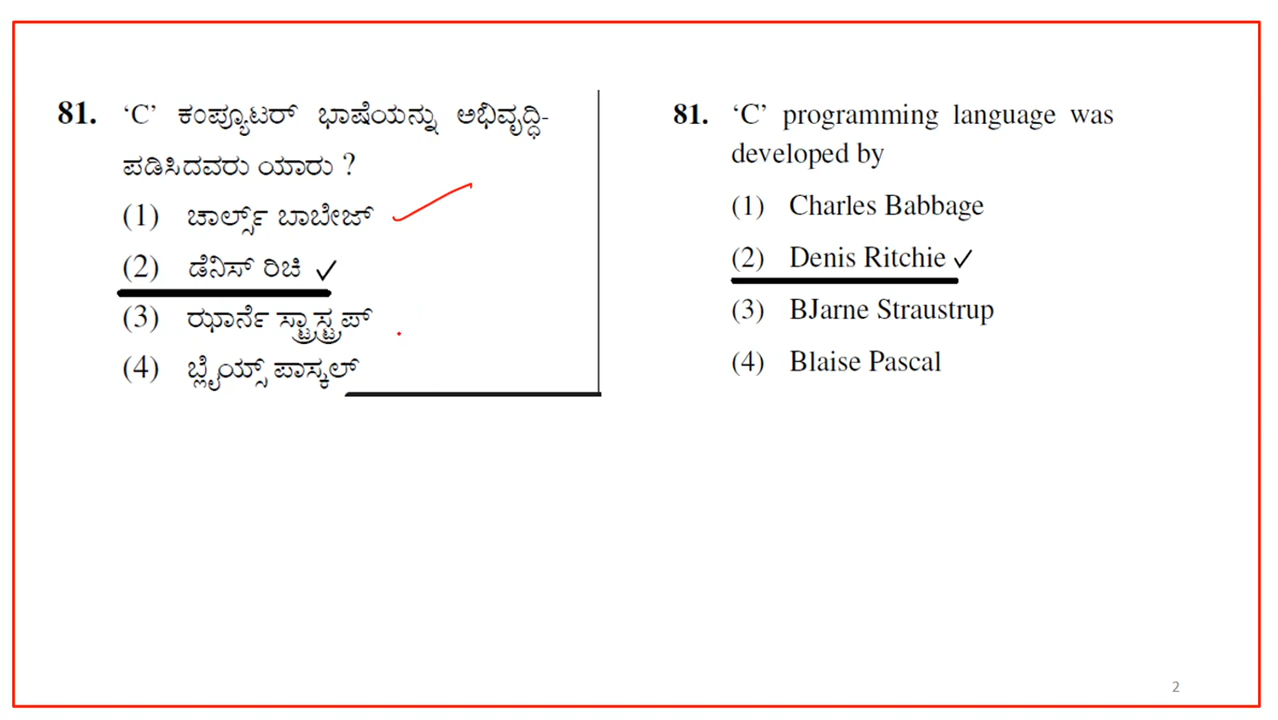 81. ‘C’ ಕಂಪ್ಯೂಟರ್ ಭಾಷೆಯನ್ನು ಅಭಿವೃದ್ಧಿ-
ಪಡಿಸಿದವರು ಯಾರು ?
(1) ಚಾರ್ಲ್ಸ್ ಬಾಬೇಜ್
(2) ಡೆನಿಸ್ ರಿಚಿ ✓
(3) ಝಾರ್ನೆ ಸ್ಟ್ರಾಸ್ಟ್ರಪ್
(4) ಬ್ಲೈಯ್ಸ್ ಪಾಸ್ಕಲ್
81. ‘C’ programming language was
developed by
(1) Charles Babbage
(2) Denis Ritchie ✓
(3) BJarne Straustrup
(4) Blaise Pascal
2